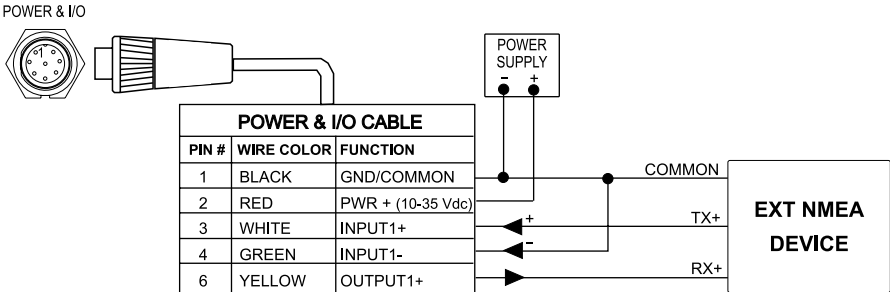 POWER & I/O
1
POWER
SUPPLY
- +
POWER & I/O CABLE
PIN # WIRE COLOR FUNCTION
1 BLACK GND/COMMON
2 RED PWR + (10-35 Vdc)
3 WHITE INPUT1+
4 GREEN INPUT1-
6 YELLOW OUTPUT1+
COMMON
+ TX+
-
RX+
EXT NMEA
DEVICE